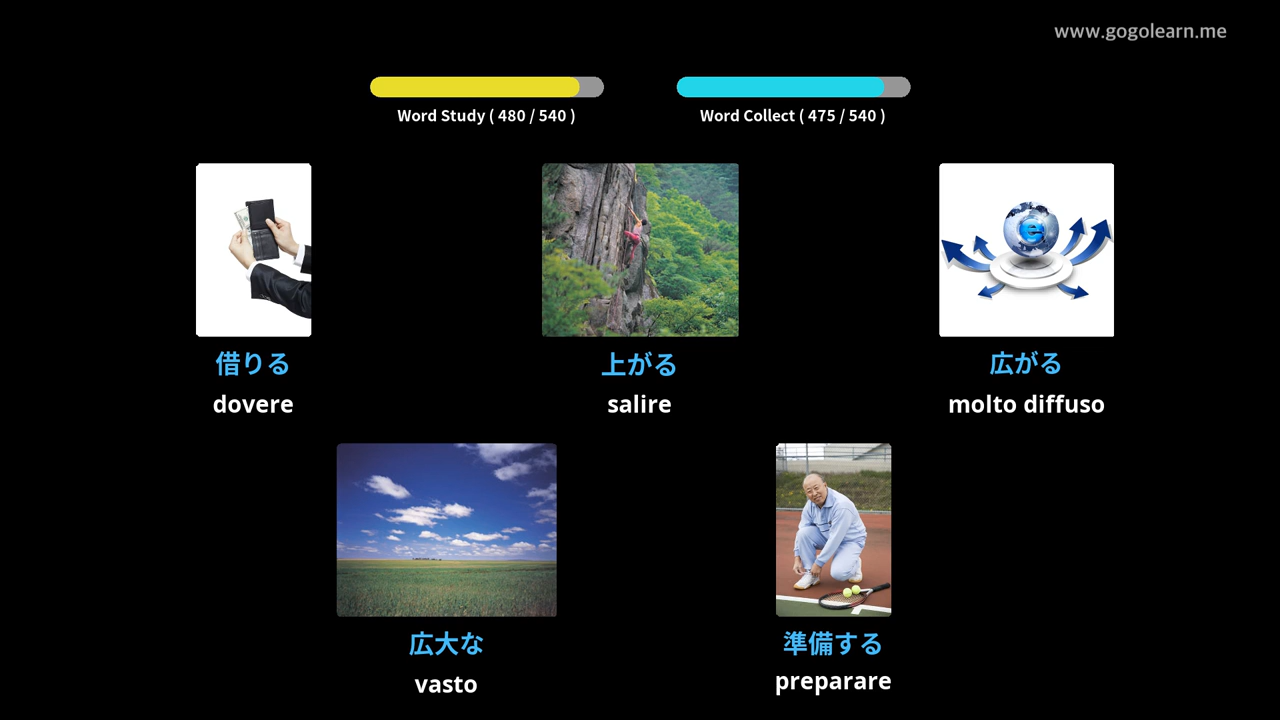 www.gogolearn.me
Word Study ( 480 / 540 )
Word Collect ( 475 / 540 )
借りる
dovere
上がる
salire
広がる
molto diffuso
広大な
vasto
準備する
preparare